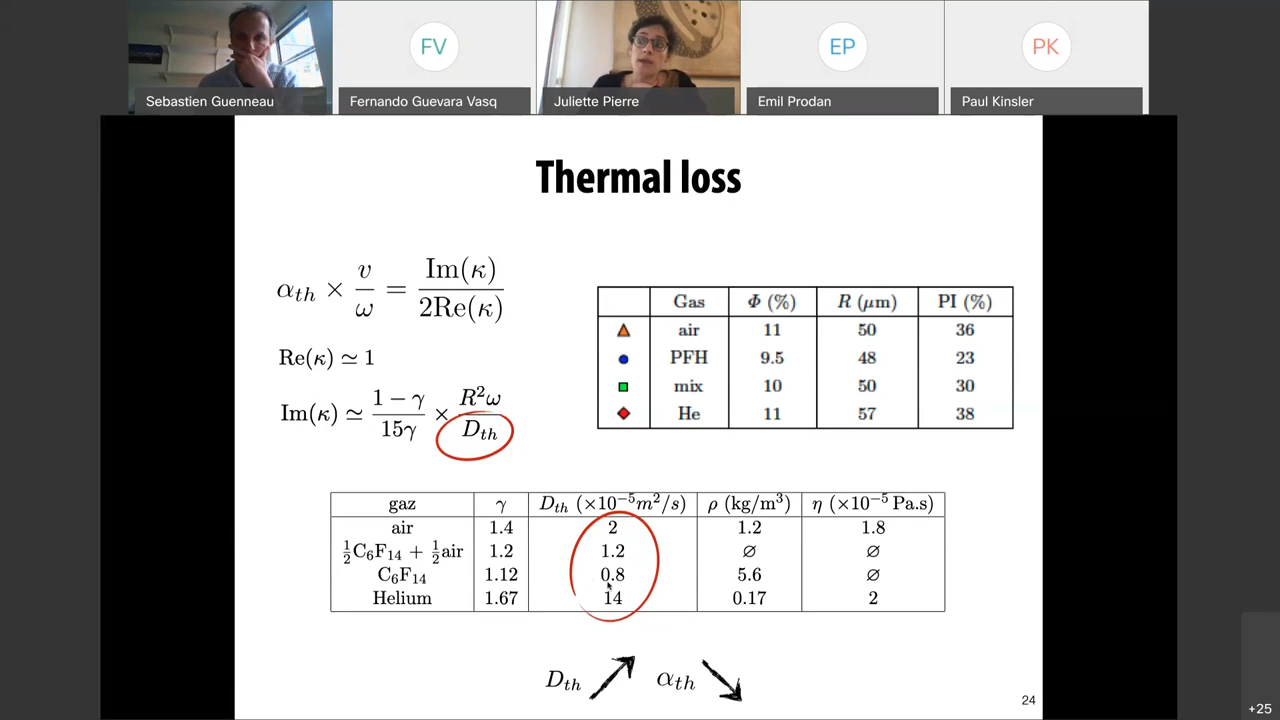 FV
EP
PK
Sebastien Guenneau
Fernando Guevara Vasq
Juliette Pierre
Emil Prodan
Paul Kinsler
Thermal loss
α_th × v/ω = Im(κ)/2Re(κ)
Re(κ) ≃ 1
Im(κ) ≃ (1 − γ)/15γ × R²ω/D_th
Gas Φ (%) R (μm) PI (%)
air 11 50 36
PFH 9.5 48 23
mix 10 50 30
He 11 57 38
gaz γ D_th (×10⁻⁵m²/s) ρ (kg/m³) η (×10⁻⁵ Pa.s)
air 1.4 2 1.2 1.8
½C₆F₁₄ + ½air 1.2 1.2 ∅ ∅
C₆F₁₄ 1.12 0.8 5.6 ∅
Helium 1.67 14 0.17 2
D_th ↗ α_th ↘
24
+25